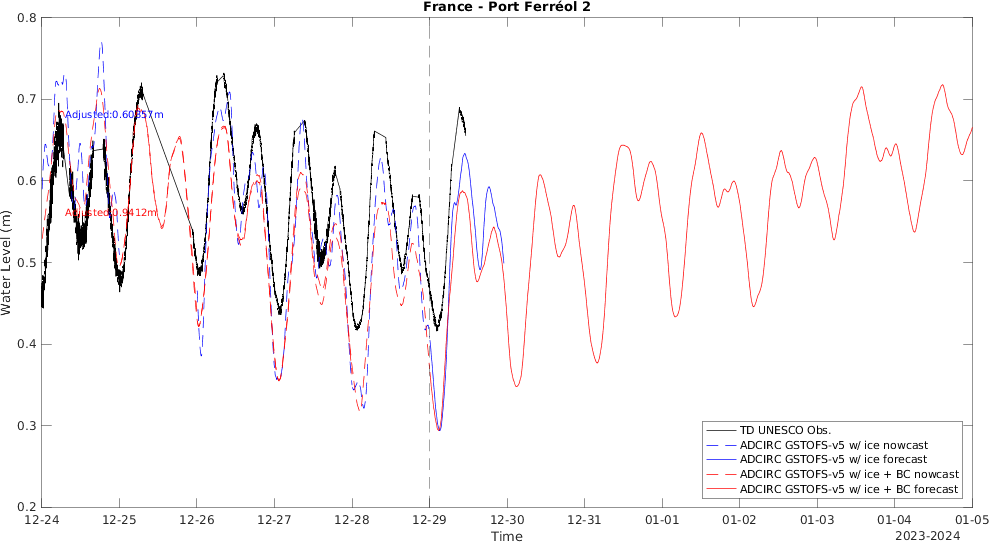 France - Port Ferréol 2
0.8
0.7
0.6
0.5
0.4
0.3
0.2
Water Level (m)
Adjusted:0.60857m
Adjusted:0.9412m
TD UNESCO Obs.
ADCIRC GSTOFS-v5 w/ ice nowcast
ADCIRC GSTOFS-v5 w/ ice forecast
ADCIRC GSTOFS-v5 w/ ice + BC nowcast
ADCIRC GSTOFS-v5 w/ ice + BC forecast
12-24 12-25 12-26 12-27 12-28 12-29 12-30 12-31 01-01 01-02 01-03 01-04 01-05
Time
2023-2024